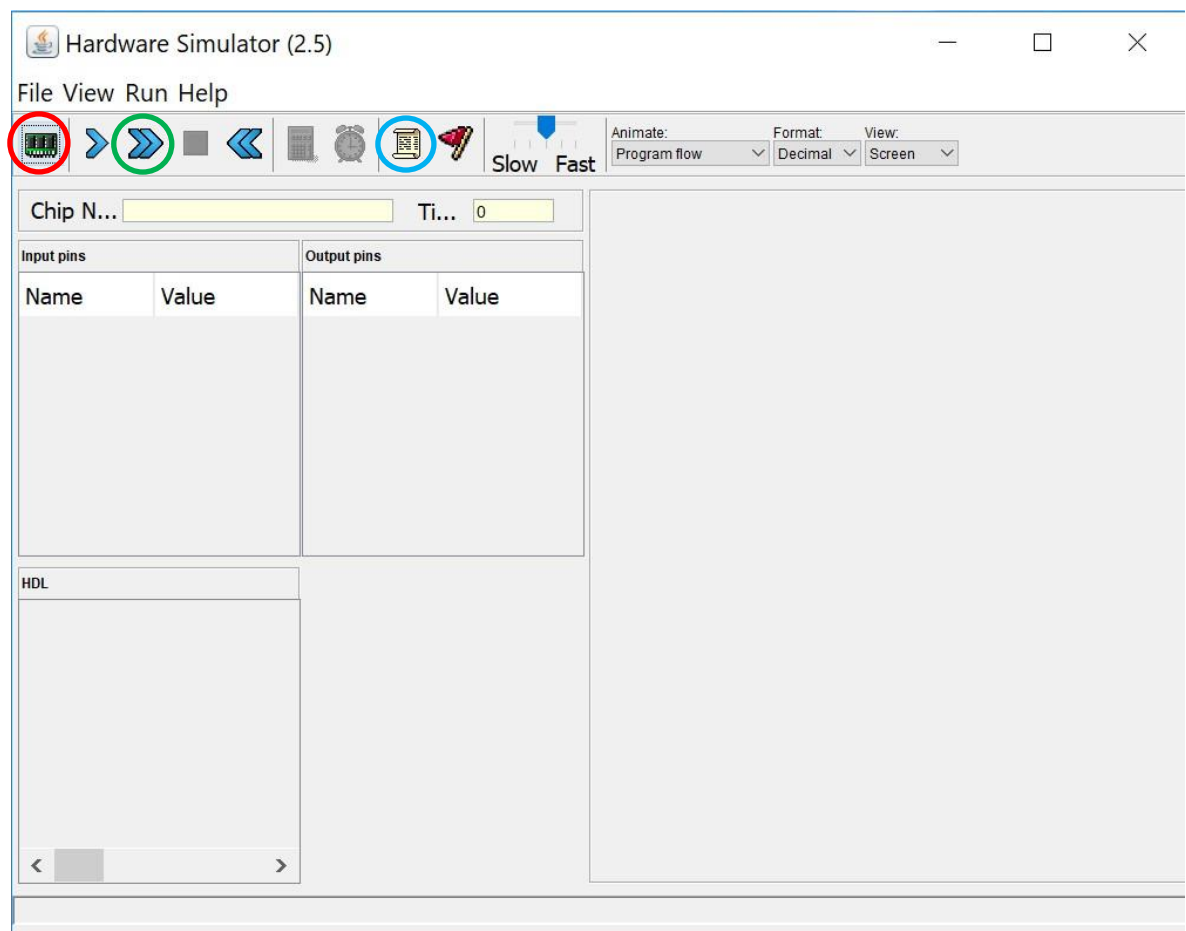 Hardware Simulator (2.5)
File View Run Help
Slow Fast
Animate: Format: View:
Program flow Decimal Screen
Chip N... Ti... 0
Input pins Output pins
Name Value Name Value
HDL